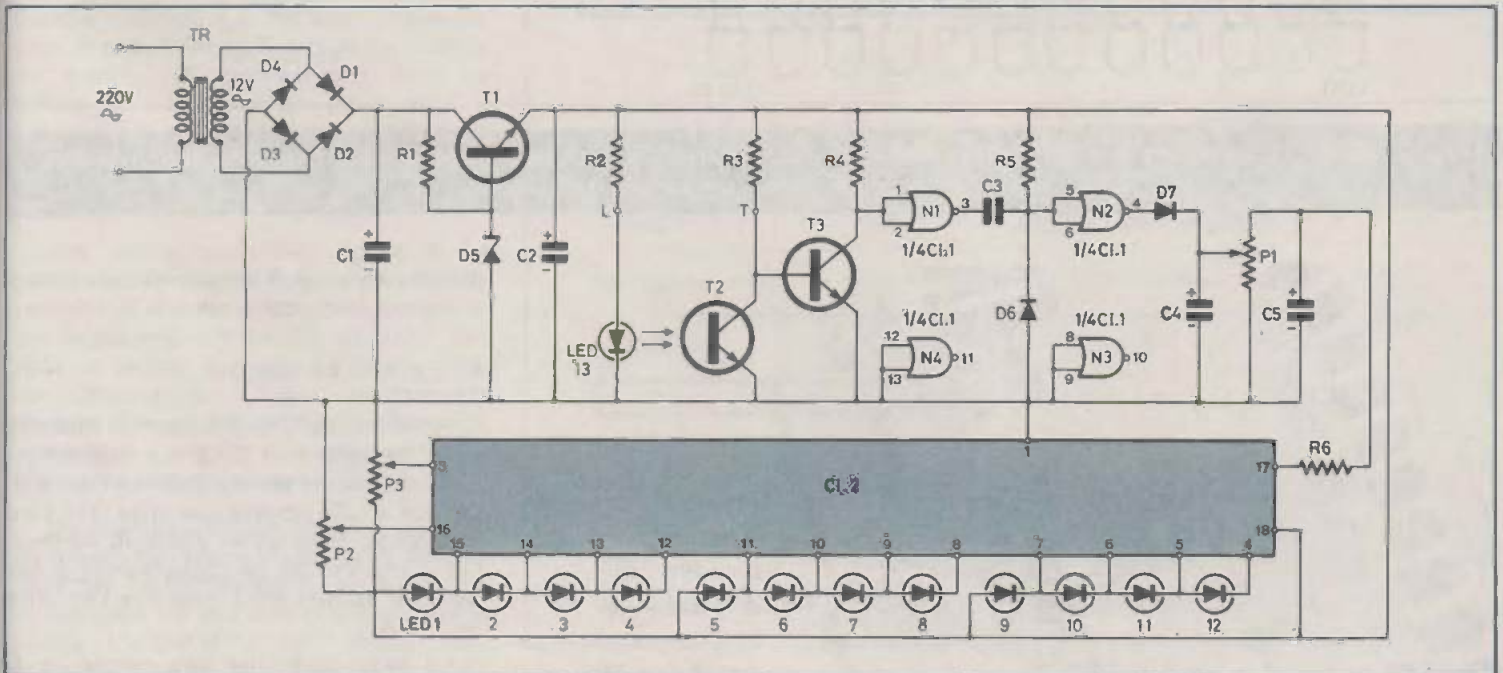 TR
220V
12V
D4
D1
D3
D2
T1
R1
R2
R3
R4
R5
L
T
T3
1
2
N1
3
C3
5
6
N2
4
D7
1/4CI.1
1/4CI.1
P1
C1
+
-
D5
C2
+
-
T2
LED
13
1/4CI.1
12
13
N4
11
D6
1/4CI.1
8
9
N3
10
C4
+
-
C5
+
-
P3
3
1
17
R6
P2
16
18
15
14
13
12
11
10
9
8
7
6
5
4
LED 1
2
3
4
5
6
7
8
9
10
11
12